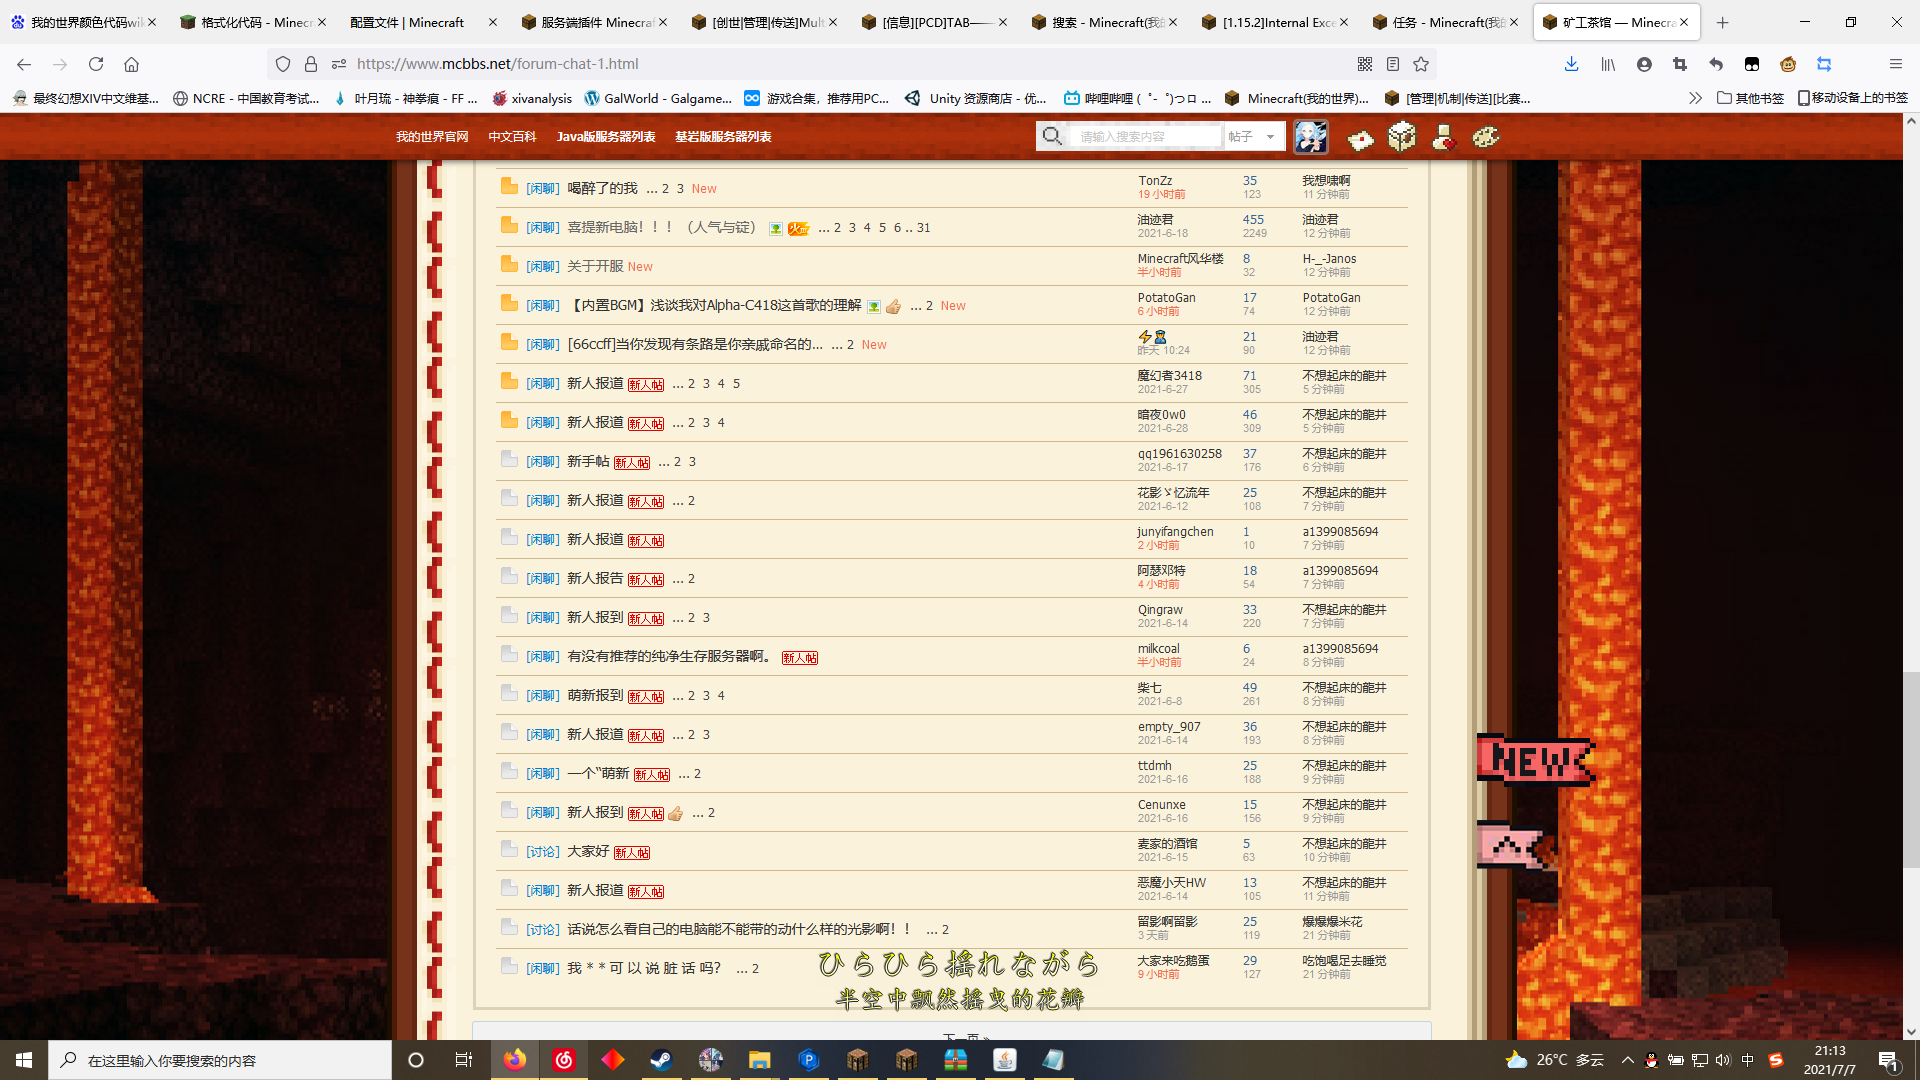 我的世界颜色代码wik
格式化代码 - Minecr
配置文件 | Minecraft
服务端插件 Minecraf
[创世|管理|传送]Mult
[信息][PCD]TAB——
搜索 - Minecraft(我的
[1.15.2]Internal Exce
任务 - Minecraft(我的
矿工茶馆 — Minecra
https://www.mcbbs.net/forum-chat-1.html
最终幻想XIV中文维基...
NCRE - 中国教育考试...
叶月琉 - 神拳痕 - FF ...
xivanalysis
GalWorld - Galgame...
游戏合集，推荐用PC...
Unity 资源商店 - 优...
哔哩哔哩 ( ゜- ゜)つロ ...
Minecraft(我的世界)...
[管理|机制|传送][比赛...
其他书签
移动设备上的书签
我的世界官网 中文百科 Java版服务器列表 基岩版服务器列表
请输入搜索内容 帖子
[闲聊] 喝醉了的我 ... 2 3 New TonZz 35 我想啸啊
19 小时前 123 11 分钟前
[闲聊] 喜提新电脑！！！（人气与锭） 火 ... 2 3 4 5 6 .. 31 油迹君 455 油迹君
2021-6-18 2249 12 分钟前
[闲聊] 关于开服 New Minecraft风华楼 8 H-_-Janos
半小时前 32 12 分钟前
[闲聊] 【内置BGM】浅谈我对Alpha-C418这首歌的理解 ... 2 New PotatoGan 17 PotatoGan
6 小时前 74 12 分钟前
[闲聊] [66ccff]当你发现有条路是你亲戚命名的... ... 2 New 21 油迹君
昨天 10:24 90 12 分钟前
[闲聊] 新人报道 新人帖 ... 2 3 4 5 魔幻者3418 71 不想起床的龍井
2021-6-27 305 5 分钟前
[闲聊] 新人报道 新人帖 ... 2 3 4 暗夜0w0 46 不想起床的龍井
2021-6-28 309 5 分钟前
[闲聊] 新手帖 新人帖 ... 2 3 qq1961630258 37 不想起床的龍井
2021-6-17 176 6 分钟前
[闲聊] 新人报道 新人帖 ... 2 花影ゞ忆流年 25 不想起床的龍井
2021-6-12 108 7 分钟前
[闲聊] 新人报道 新人帖 junyifangchen 1 a1399085694
2 小时前 10 7 分钟前
[闲聊] 新人报告 新人帖 ... 2 阿瑟邓特 18 a1399085694
4 小时前 54 7 分钟前
[闲聊] 新人报到 新人帖 ... 2 3 Qingraw 33 不想起床的龍井
2021-6-14 220 7 分钟前
[闲聊] 有没有推荐的纯净生存服务器啊。 新人帖 milkcoal 6 a1399085694
半小时前 24 8 分钟前
[闲聊] 萌新报到 新人帖 ... 2 3 4 柴七 49 不想起床的龍井
2021-6-8 261 8 分钟前
[闲聊] 新人报道 新人帖 ... 2 3 empty_907 36 不想起床的龍井
2021-6-14 193 8 分钟前
[闲聊] 一个“萌新 新人帖 ... 2 ttdmh 25 不想起床的龍井
2021-6-16 188 9 分钟前
[闲聊] 新人报到 新人帖 ... 2 Cenunxe 15 不想起床的龍井
2021-6-16 156 9 分钟前
[讨论] 大家好 新人帖 麦家的酒馆 5 不想起床的龍井
2021-6-15 63 10 分钟前
[闲聊] 新人报道 新人帖 恶魔小天HW 13 不想起床的龍井
2021-6-14 105 11 分钟前
[讨论] 话说怎么看自己的电脑能不能带的动什么样的光影啊！！ ... 2 留影啊留影 25 爆爆爆米花
3 天前 119 21 分钟前
[闲聊] 我 * * 可 以 说 脏 话 吗? ... 2 大家来吃鹅蛋 29 吃饱喝足去睡觉
9 小时前 127 21 分钟前
NEW
ひらひら揺れながら
半空中飘然摇曳的花瓣
下一页 »
在这里输入你要搜索的内容
26°C 多云
中
21:13
2021/7/7
1